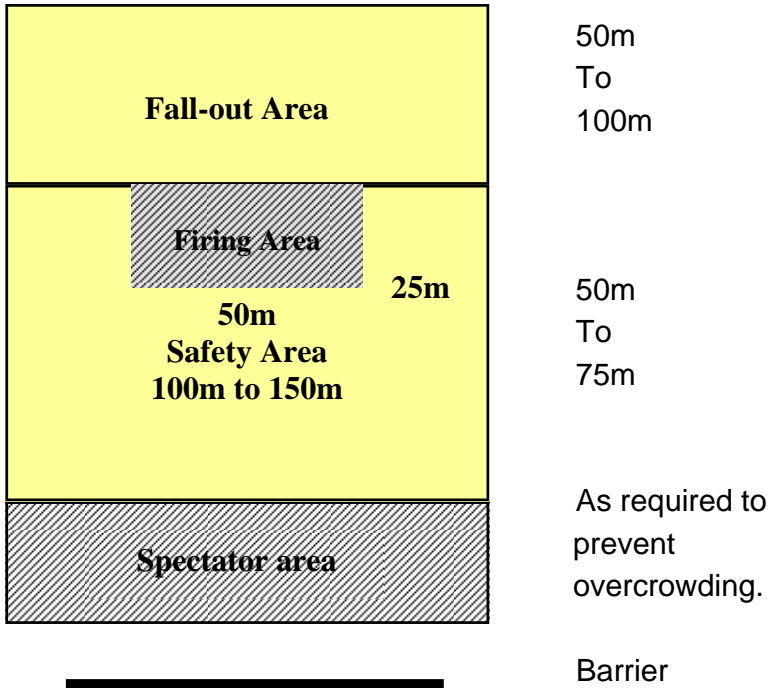 50m
To
100m
Fall-out Area
Firing Area
25m
50m
Safety Area
100m to 150m
50m
To
75m
Spectator area
As required to
prevent
overcrowding.
Barrier